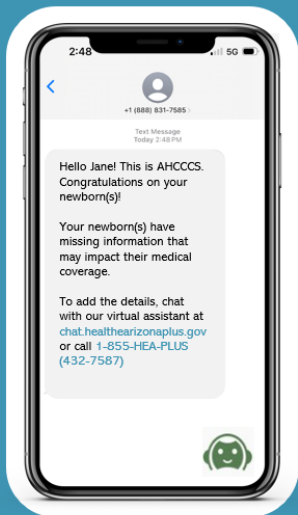 2:48
5G
+1 (888) 831-7585 >
Text Message
Today 2:48 PM
Hello Jane! This is AHCCCS.
Congratulations on your
newborn(s)!
Your newborn(s) have
missing information that
may impact their medical
coverage.
To add the details, chat
with our virtual assistant at
chat.healthearizonaplus.gov
or call 1-855-HEA-PLUS
(432-7587)